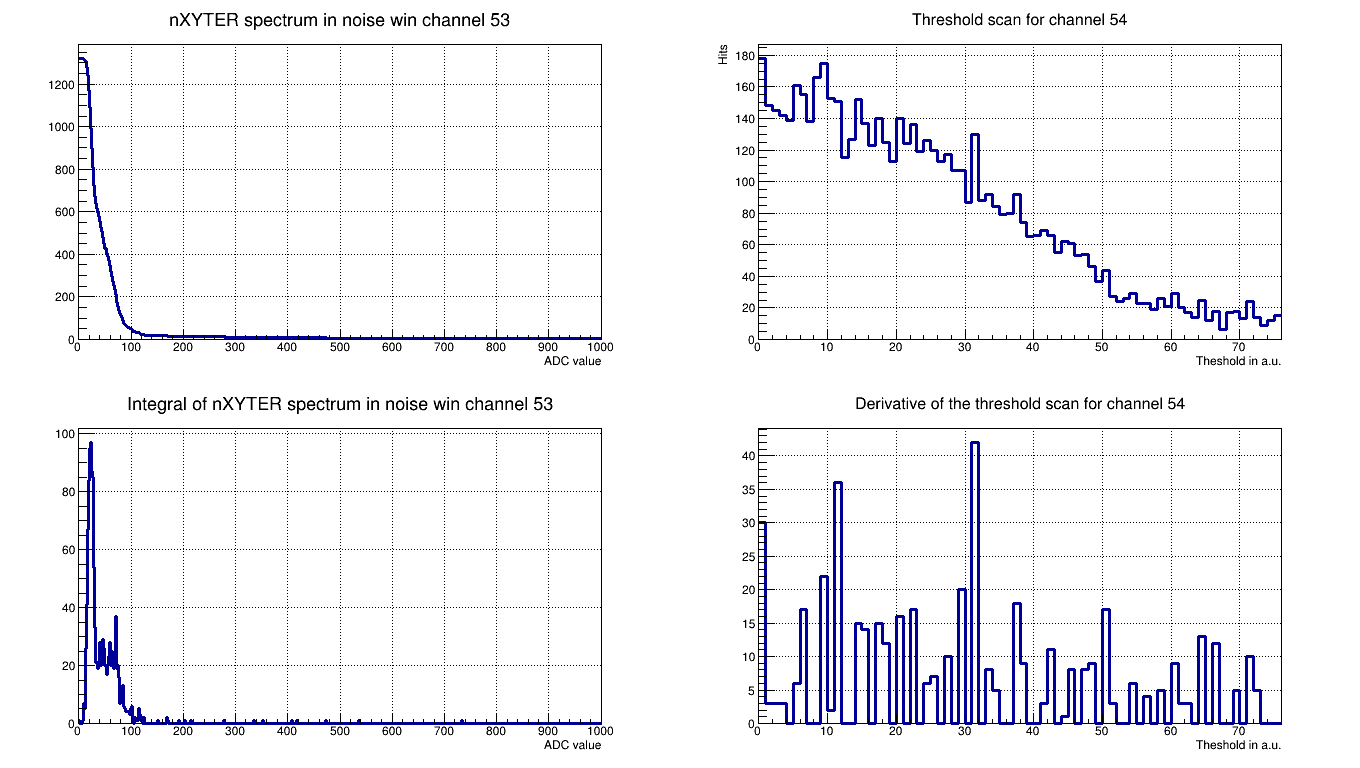 nXYTER spectrum in noise win channel 53
1200
1000
800
600
400
200
0
0 100 200 300 400 500 600 700 800 900 1000
ADC value
Threshold scan for channel 54
Hits
180
160
140
120
100
80
60
40
20
0
0 10 20 30 40 50 60 70
Theshold in a.u.
Integral of nXYTER spectrum in noise win channel 53
100
80
60
40
20
0
0 100 200 300 400 500 600 700 800 900 1000
ADC value
Derivative of the threshold scan for channel 54
40
35
30
25
20
15
10
5
0
0 10 20 30 40 50 60 70
Theshold in a.u.